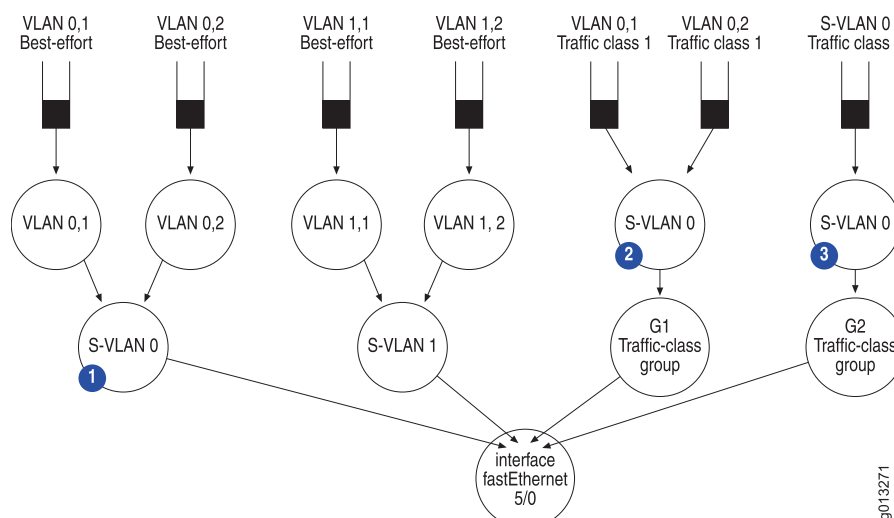 VLAN 0,1
Best-effort
VLAN 0,2
Best-effort
VLAN 1,1
Best-effort
VLAN 1,2
Best-effort
VLAN 0,1
Traffic class 1
VLAN 0,2
Traffic class 1
S-VLAN 0
Traffic class
VLAN 0,1
VLAN 0,2
VLAN 1,1
VLAN 1, 2
S-VLAN 0
2
S-VLAN 0
3
S-VLAN 0
1
S-VLAN 1
G1
Traffic-class
group
G2
Traffic-class
group
interface
fastEthernet
5/0
g013271